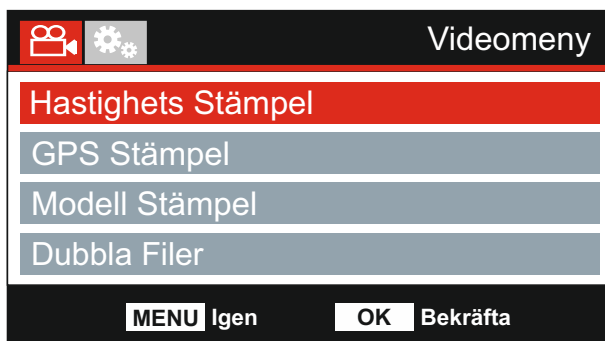 Videomeny
Hastighets Stämpel
GPS Stämpel
Modell Stämpel
Dubbla Filer
MENU Igen OK Bekräfta